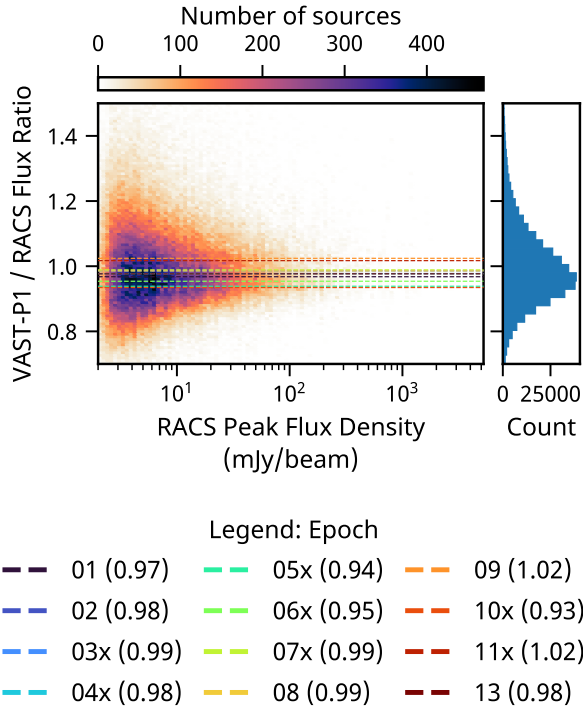 Number of sources
0 100 200 300 400
VAST-P1 / RACS Flux Ratio
1.4
1.2
1.0
0.8
10¹ 10² 10³
0 25000
RACS Peak Flux Density
(mJy/beam)
Count
Legend: Epoch
01 (0.97) 05x (0.94) 09 (1.02)
02 (0.98) 06x (0.95) 10x (0.93)
03x (0.99) 07x (0.99) 11x (1.02)
04x (0.98) 08 (0.99) 13 (0.98)